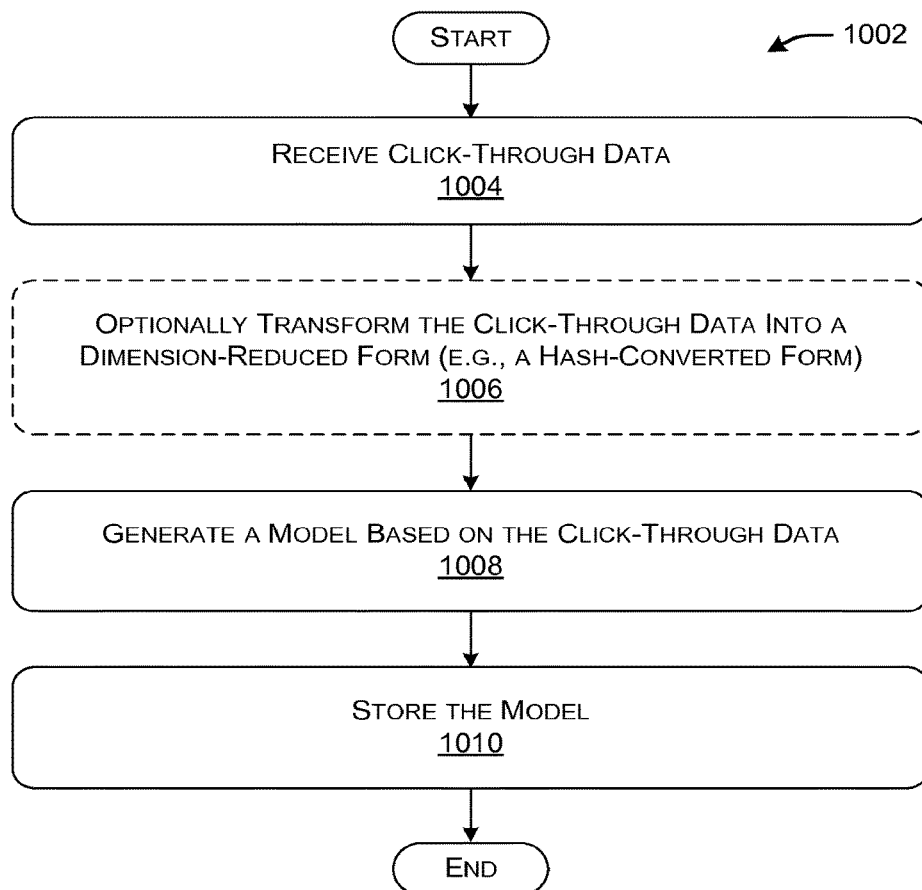 START
1002
RECEIVE CLICK-THROUGH DATA
1004
OPTIONALLY TRANSFORM THE CLICK-THROUGH DATA INTO A
DIMENSION-REDUCED FORM (E.G., A HASH-CONVERTED FORM)
1006
GENERATE A MODEL BASED ON THE CLICK-THROUGH DATA
1008
STORE THE MODEL
1010
END